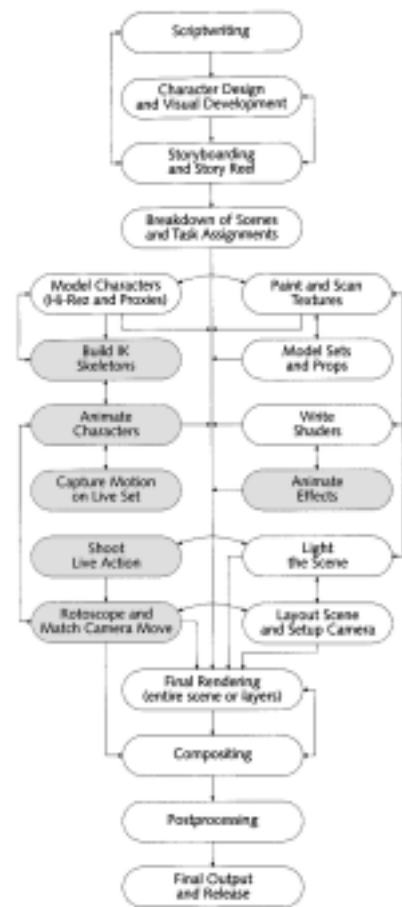 Scriptwriting
Character Design
and Visual Development
Storyboarding
and Story Reel
Breakdown of Scenes
and Task Assignments
Model Characters
(Hi-Rez and Proxies)
Paint and Scan
Textures
Build IK
Skeletons
Model Sets
and Props
Animate
Characters
Write
Shaders
Capture Motion
on Live Set
Animate
Effects
Shoot
Live Action
Light
the Scene
Rotoscope and
Match Camera Move
Layout Scene
and Setup Camera
Final Rendering
(entire scene or layers)
Compositing
Postprocessing
Final Output
and Release